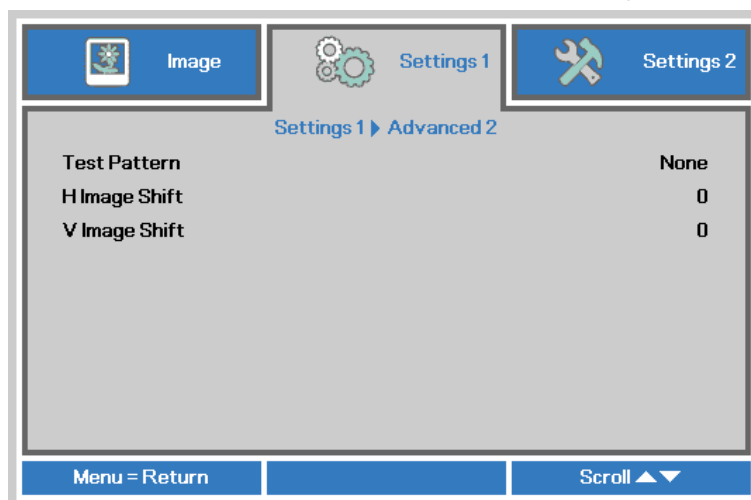 Image
Settings 1
Settings 2
Settings 1 Advanced 2
Test Pattern None
H Image Shift 0
V Image Shift 0
Menu = Return
Scroll